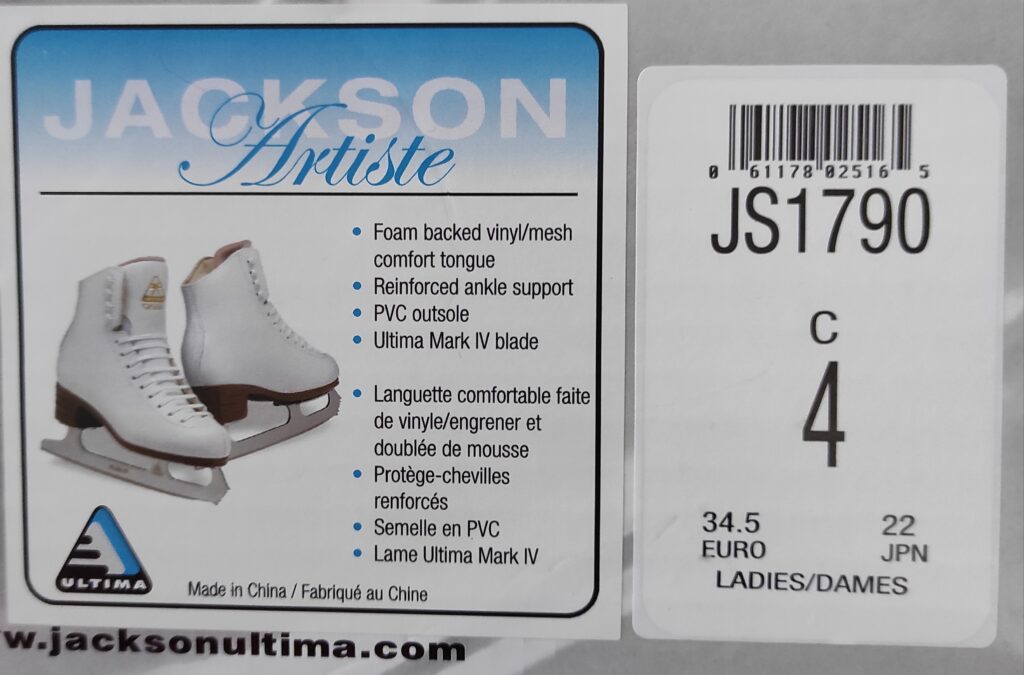 JACKSON
Artiste
• Foam backed vinyl/mesh
comfort tongue
• Reinforced ankle support
• PVC outsole
• Ultima Mark IV blade
• Languette comfortable faite
de vinyle/engrener et
doublée de mousse
• Protège-chevilles
renforcés
• Semelle en PVC
• Lame Ultima Mark IV
ULTIMA
Made in China / Fabriqué au Chine
w.jacksonultima.com
0 61178 02516 5
JS1790
C
4
34.5 22
EURO JPN
LADIES/DAMES